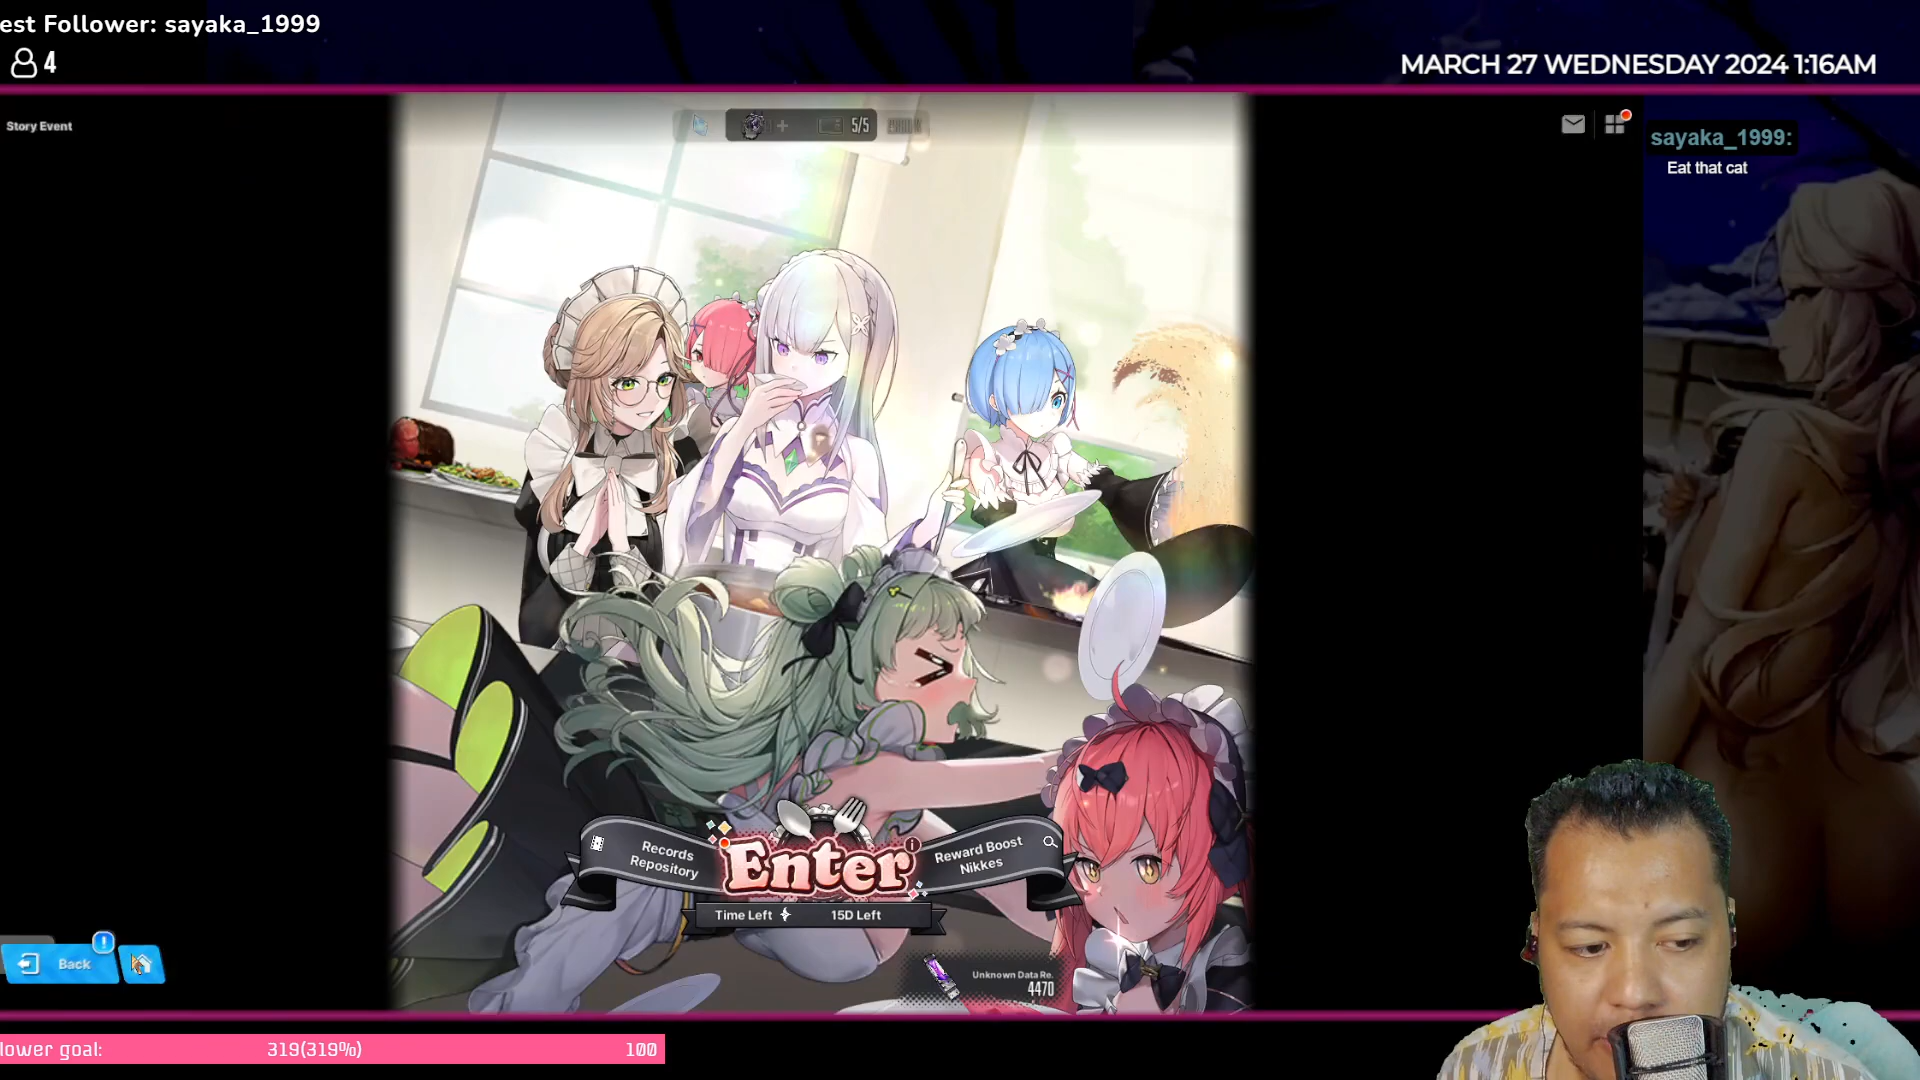 est Follower: sayaka_1999
4
MARCH 27 WEDNESDAY 2024 1:16AM
Story Event
5/5
sayaka_1999:
Eat that cat
Records
Repository
Enter
Reward Boost
Nikkes
Time Left
15D Left
Back
Unknown Data Re.
4470
lower goal:
319(319%)
100